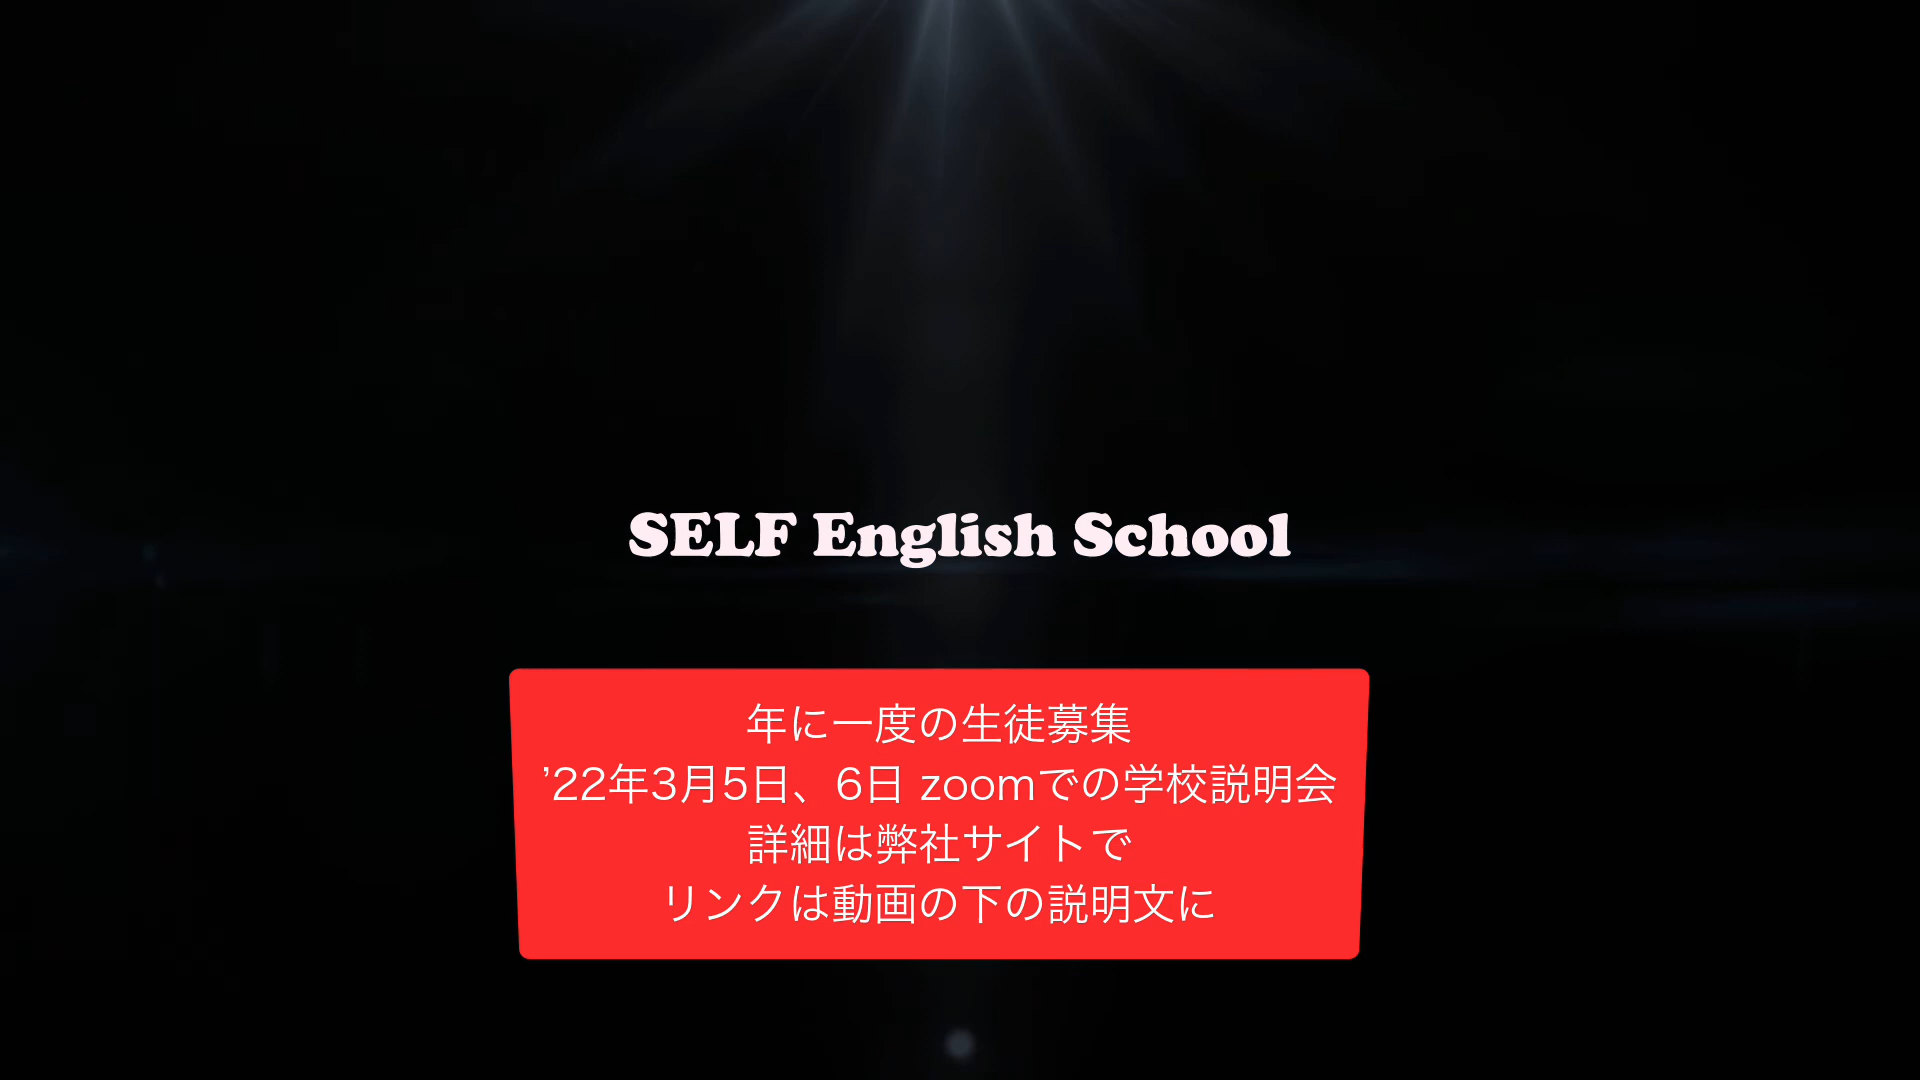 SELF English School
年に一度の生徒募集
’22年3月5日、6日 zoomでの学校説明会
詳細は弊社サイトで
リンクは動画の下の説明文に